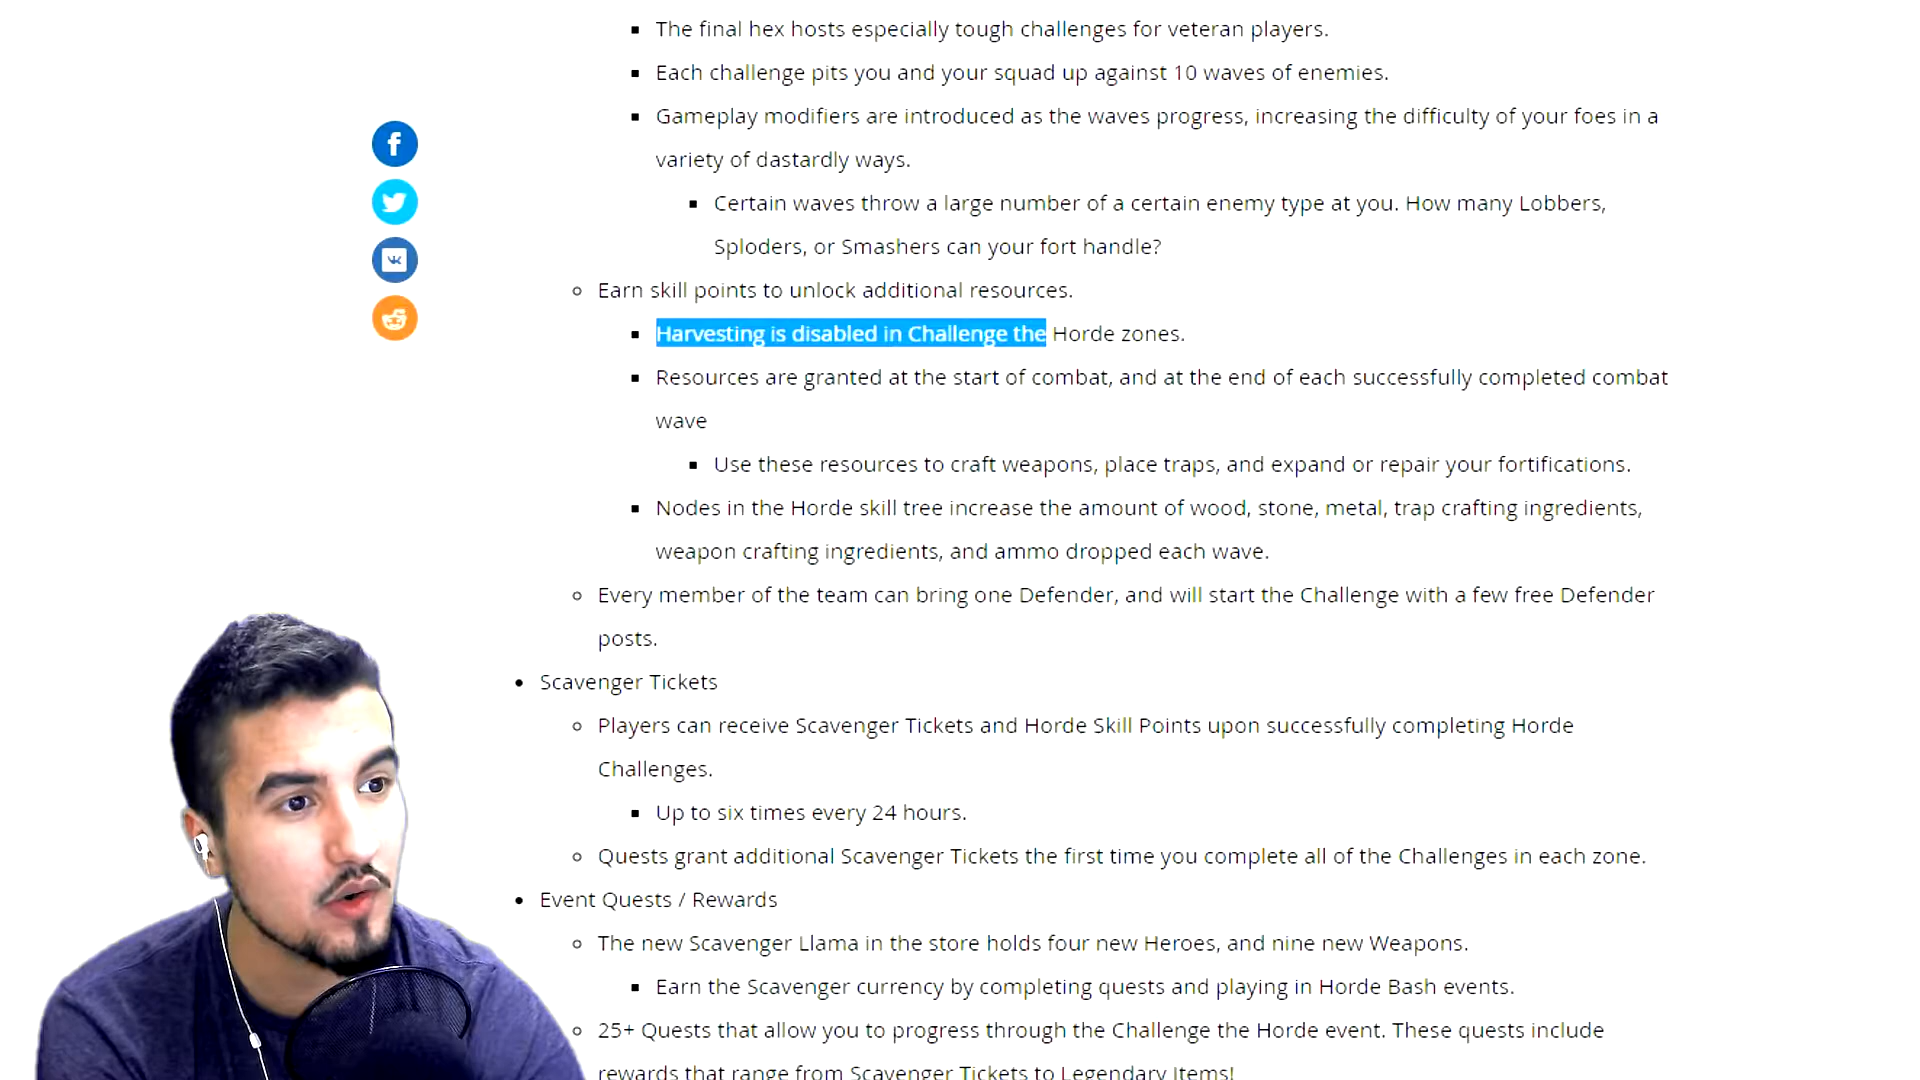 The final hex hosts especially tough challenges for veteran players.
Each challenge pits you and your squad up against 10 waves of enemies.
Gameplay modifiers are introduced as the waves progress, increasing the difficulty of your foes in a
variety of dastardly ways.
Certain waves throw a large number of a certain enemy type at you. How many Lobbers,
Sploders, or Smashers can your fort handle?
Earn skill points to unlock additional resources.
Harvesting is disabled in Challenge the Horde zones.
Resources are granted at the start of combat, and at the end of each successfully completed combat
wave
Use these resources to craft weapons, place traps, and expand or repair your fortifications.
Nodes in the Horde skill tree increase the amount of wood, stone, metal, trap crafting ingredients,
weapon crafting ingredients, and ammo dropped each wave.
Every member of the team can bring one Defender, and will start the Challenge with a few free Defender
posts.
Scavenger Tickets
Players can receive Scavenger Tickets and Horde Skill Points upon successfully completing Horde
Challenges.
Up to six times every 24 hours.
Quests grant additional Scavenger Tickets the first time you complete all of the Challenges in each zone.
Event Quests / Rewards
The new Scavenger Llama in the store holds four new Heroes, and nine new Weapons.
Earn the Scavenger currency by completing quests and playing in Horde Bash events.
25+ Quests that allow you to progress through the Challenge the Horde event. These quests include
rewards that range from Scavenger Tickets to Legendary Items!